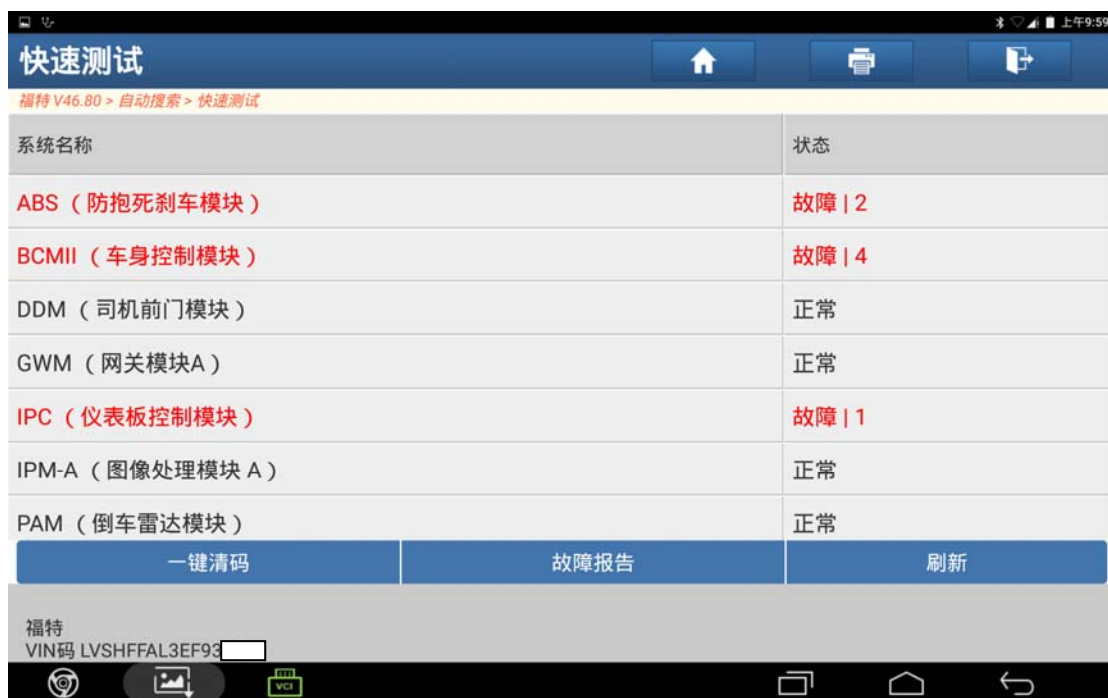 上午9:59
快速测试
福特 V46.80 > 自动搜索 > 快速测试
系统名称 状态
ABS （防抱死刹车模块） 故障 | 2
BCMII （车身控制模块） 故障 | 4
DDM （司机前门模块） 正常
GWM （网关模块A） 正常
IPC （仪表板控制模块） 故障 | 1
IPM-A （图像处理模块 A） 正常
PAM （倒车雷达模块） 正常
一键清码 故障报告 刷新
福特
VIN码 LVSHFFAL3EF93
VCI